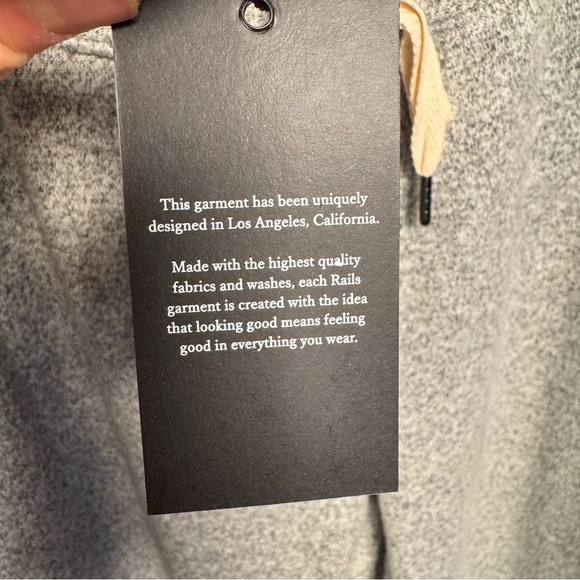 This garment has been uniquely
designed in Los Angeles, California.
Made with the highest quality
fabrics and washes, each Rails
garment is created with the idea
that looking good means feeling
good in everything you wear.